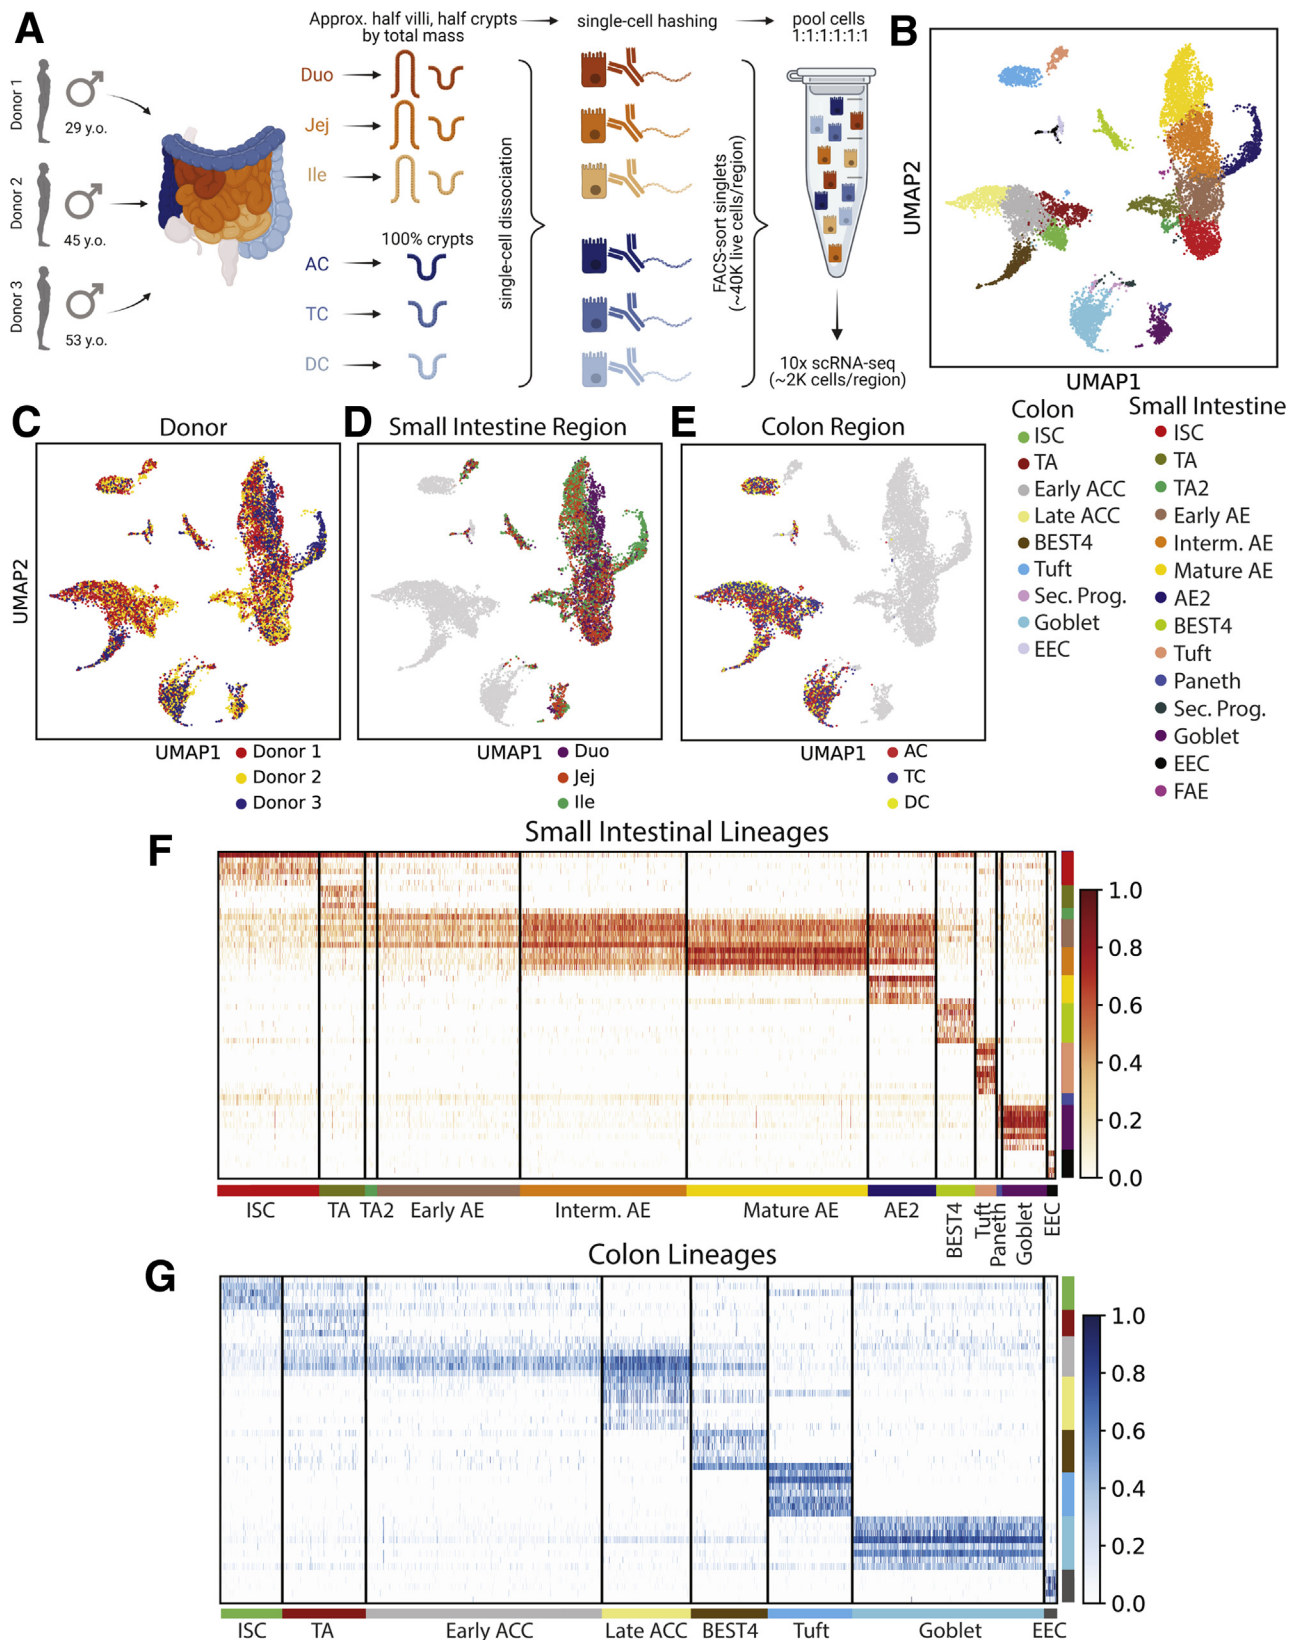 A
Approx. half villi, half crypts
by total mass
single-cell hashing
pool cells
1:1:1:1:1:1
Donor 1
29 y.o.
Donor 2
45 y.o.
Donor 3
53 y.o.
Duo
Jej
Ile
100% crypts
AC
TC
DC
single-cell dissociation
FACS-sort singlets
(~40K live cells/region)
10x scRNA-seq
(~2K cells/region)
B
UMAP2
UMAP1
Colon
ISC
TA
Early ACC
Late ACC
BEST4
Tuft
Sec. Prog.
Goblet
EEC
Small Intestine
ISC
TA
TA2
Early AE
Interm. AE
Mature AE
AE2
BEST4
Tuft
Paneth
Sec. Prog.
Goblet
EEC
FAE
C
Donor
UMAP2
UMAP1
Donor 1
Donor 2
Donor 3
D
Small Intestine Region
UMAP1
Duo
Jej
Ile
E
Colon Region
UMAP1
AC
TC
DC
F
Small Intestinal Lineages
1.0
0.8
0.6
0.4
0.2
0.0
ISC
TA
TA2
Early AE
Interm. AE
Mature AE
AE2
BEST4
Tuft
Paneth
Goblet
EEC
G
Colon Lineages
1.0
0.8
0.6
0.4
0.2
0.0
ISC
TA
Early ACC
Late ACC
BEST4
Tuft
Goblet
EEC